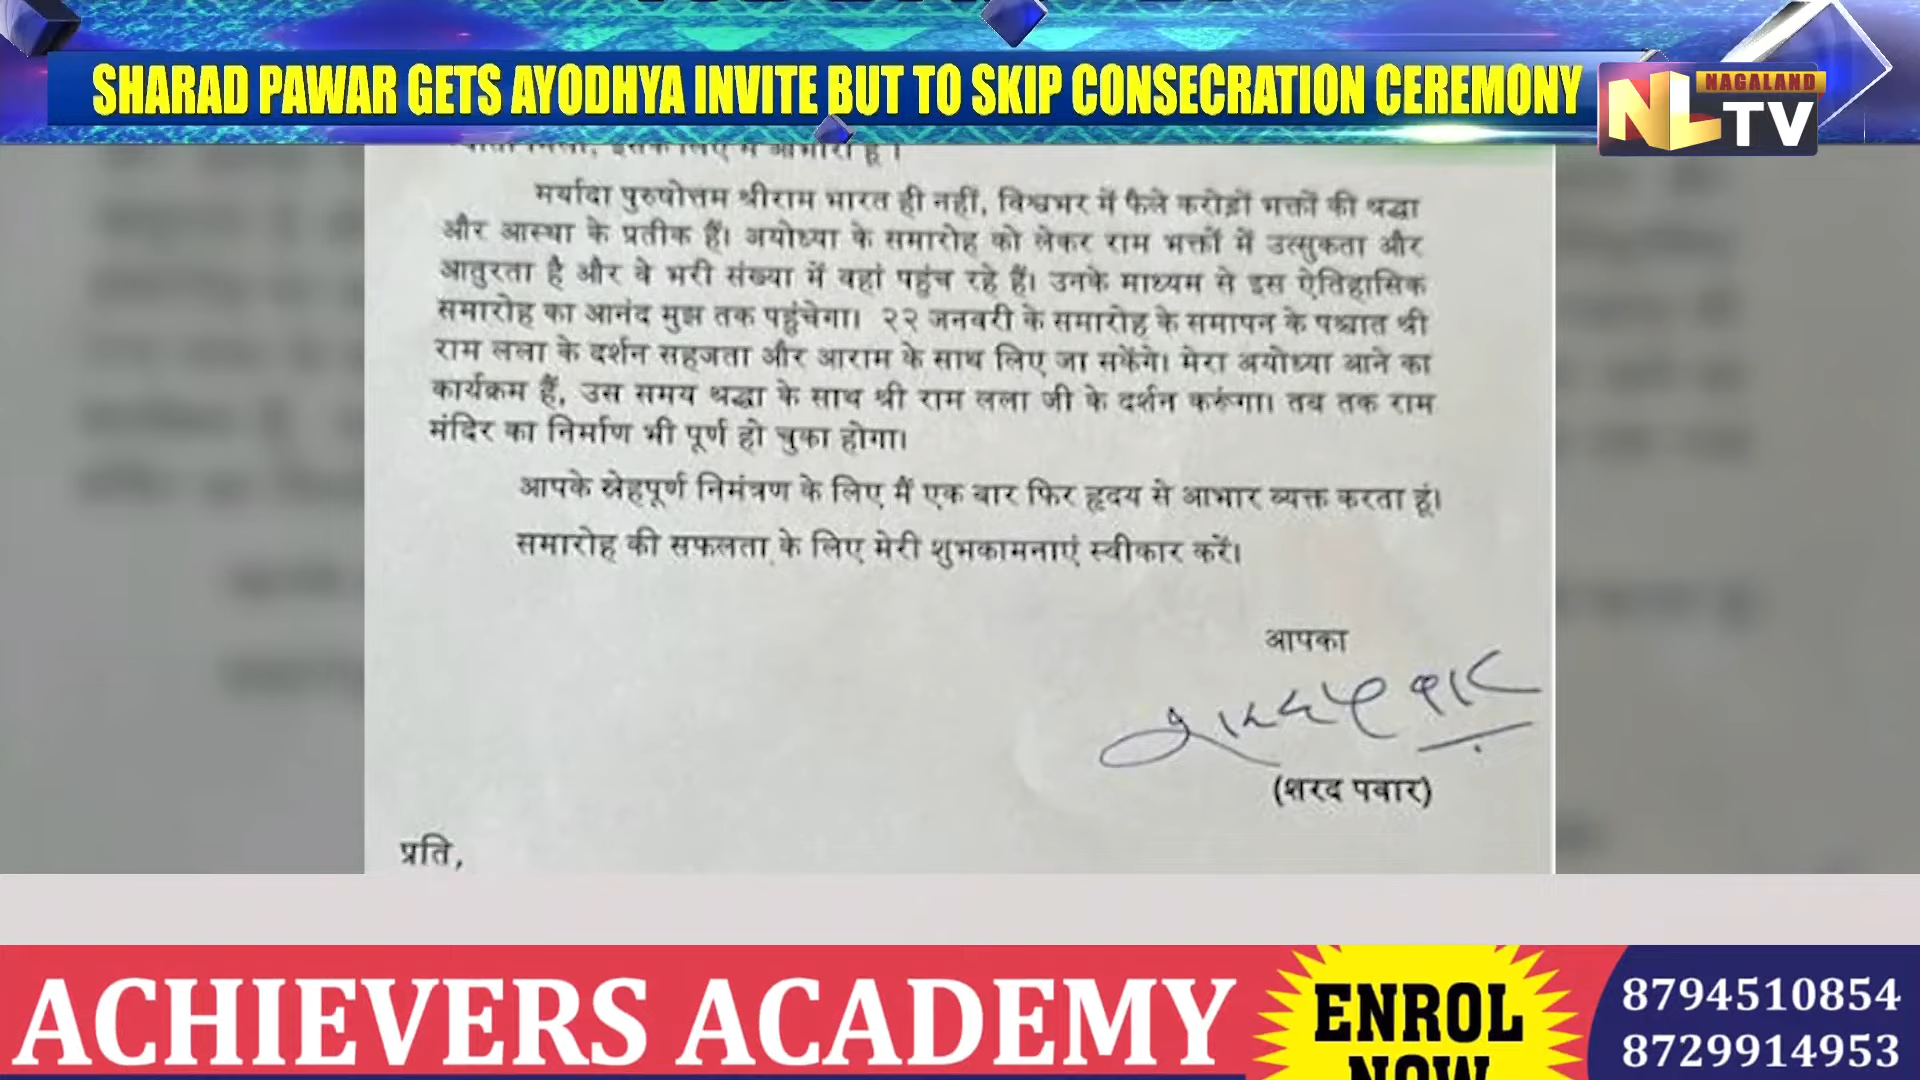 SHARAD PAWAR GETS AYODHYA INVITE BUT TO SKIP CONSECRATION CEREMONY
NAGALAND
NL TV
मर्यादा पुरुषोत्तम श्रीराम भारत ही नहीं, विश्वभर में फैले करोड़ों भक्तों की श्रद्धा
और आस्था के प्रतीक हैं। अयोध्या के समारोह को लेकर राम भक्तों में उत्सुकता और
आतुरता है और वे भरी संख्या में वहां पहुंच रहे हैं। उनके माध्यम से इस ऐतिहासिक
समारोह का आनंद मुझ तक पहुंचेगा। २२ जनवरी के समारोह के समापन के पश्चात श्री
राम लला के दर्शन सहजता और आराम के साथ लिए जा सकेंगे। मेरा अयोध्या आने का
कार्यक्रम हैं, उस समय श्रद्धा के साथ श्री राम लला जी के दर्शन करूंगा। तब तक राम
मंदिर का निर्माण भी पूर्ण हो चुका होगा।
आपके स्नेहपूर्ण निमंत्रण के लिए मैं एक बार फिर हृदय से आभार व्यक्त करता हूं।
समारोह की सफलता के लिए मेरी शुभकामनाएं स्वीकार करें।
आपका
(शरद पवार)
प्रति,
ACHIEVERS ACADEMY
ENROL
NOW
8794510854
8729914953